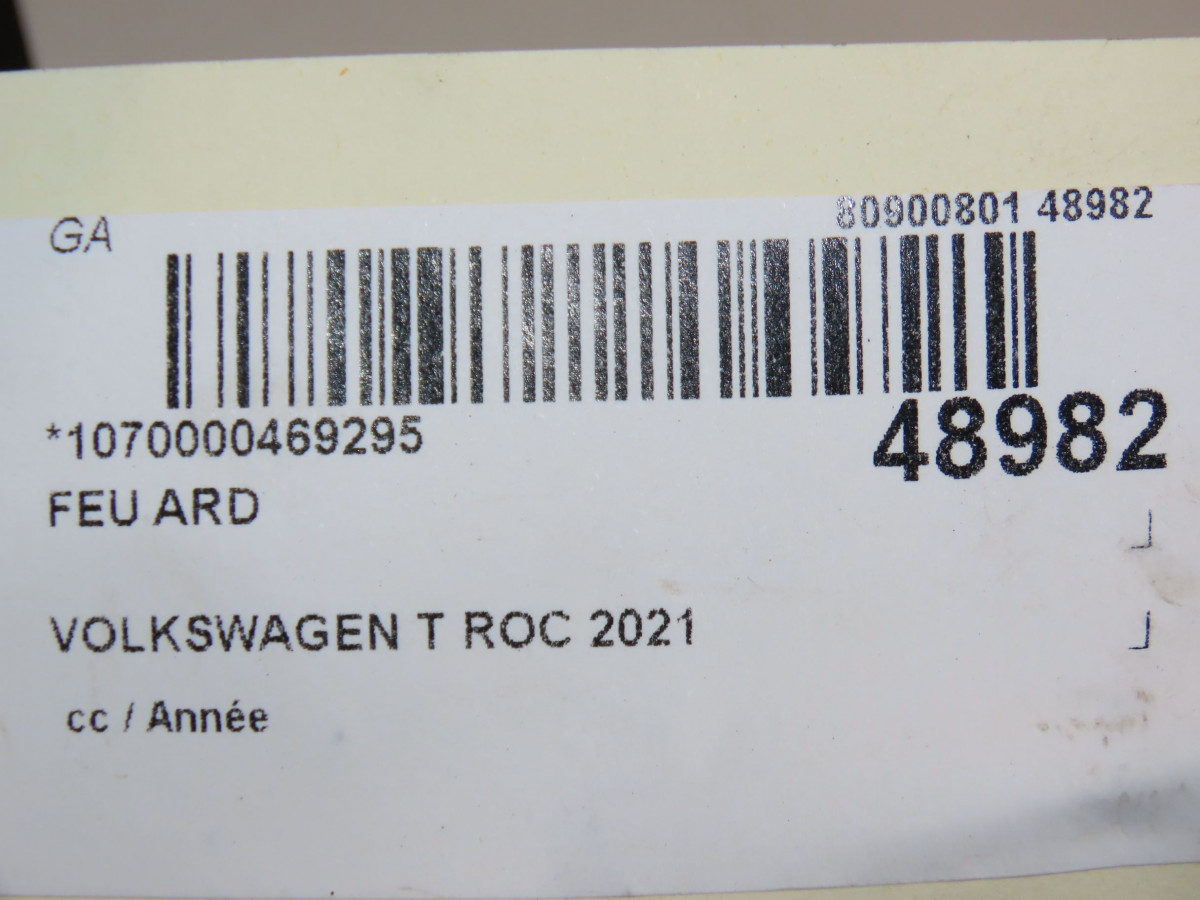 GA
80900801 48982
*1070000469295
48982
FEU ARD
VOLKSWAGEN T ROC 2021
cc / Année